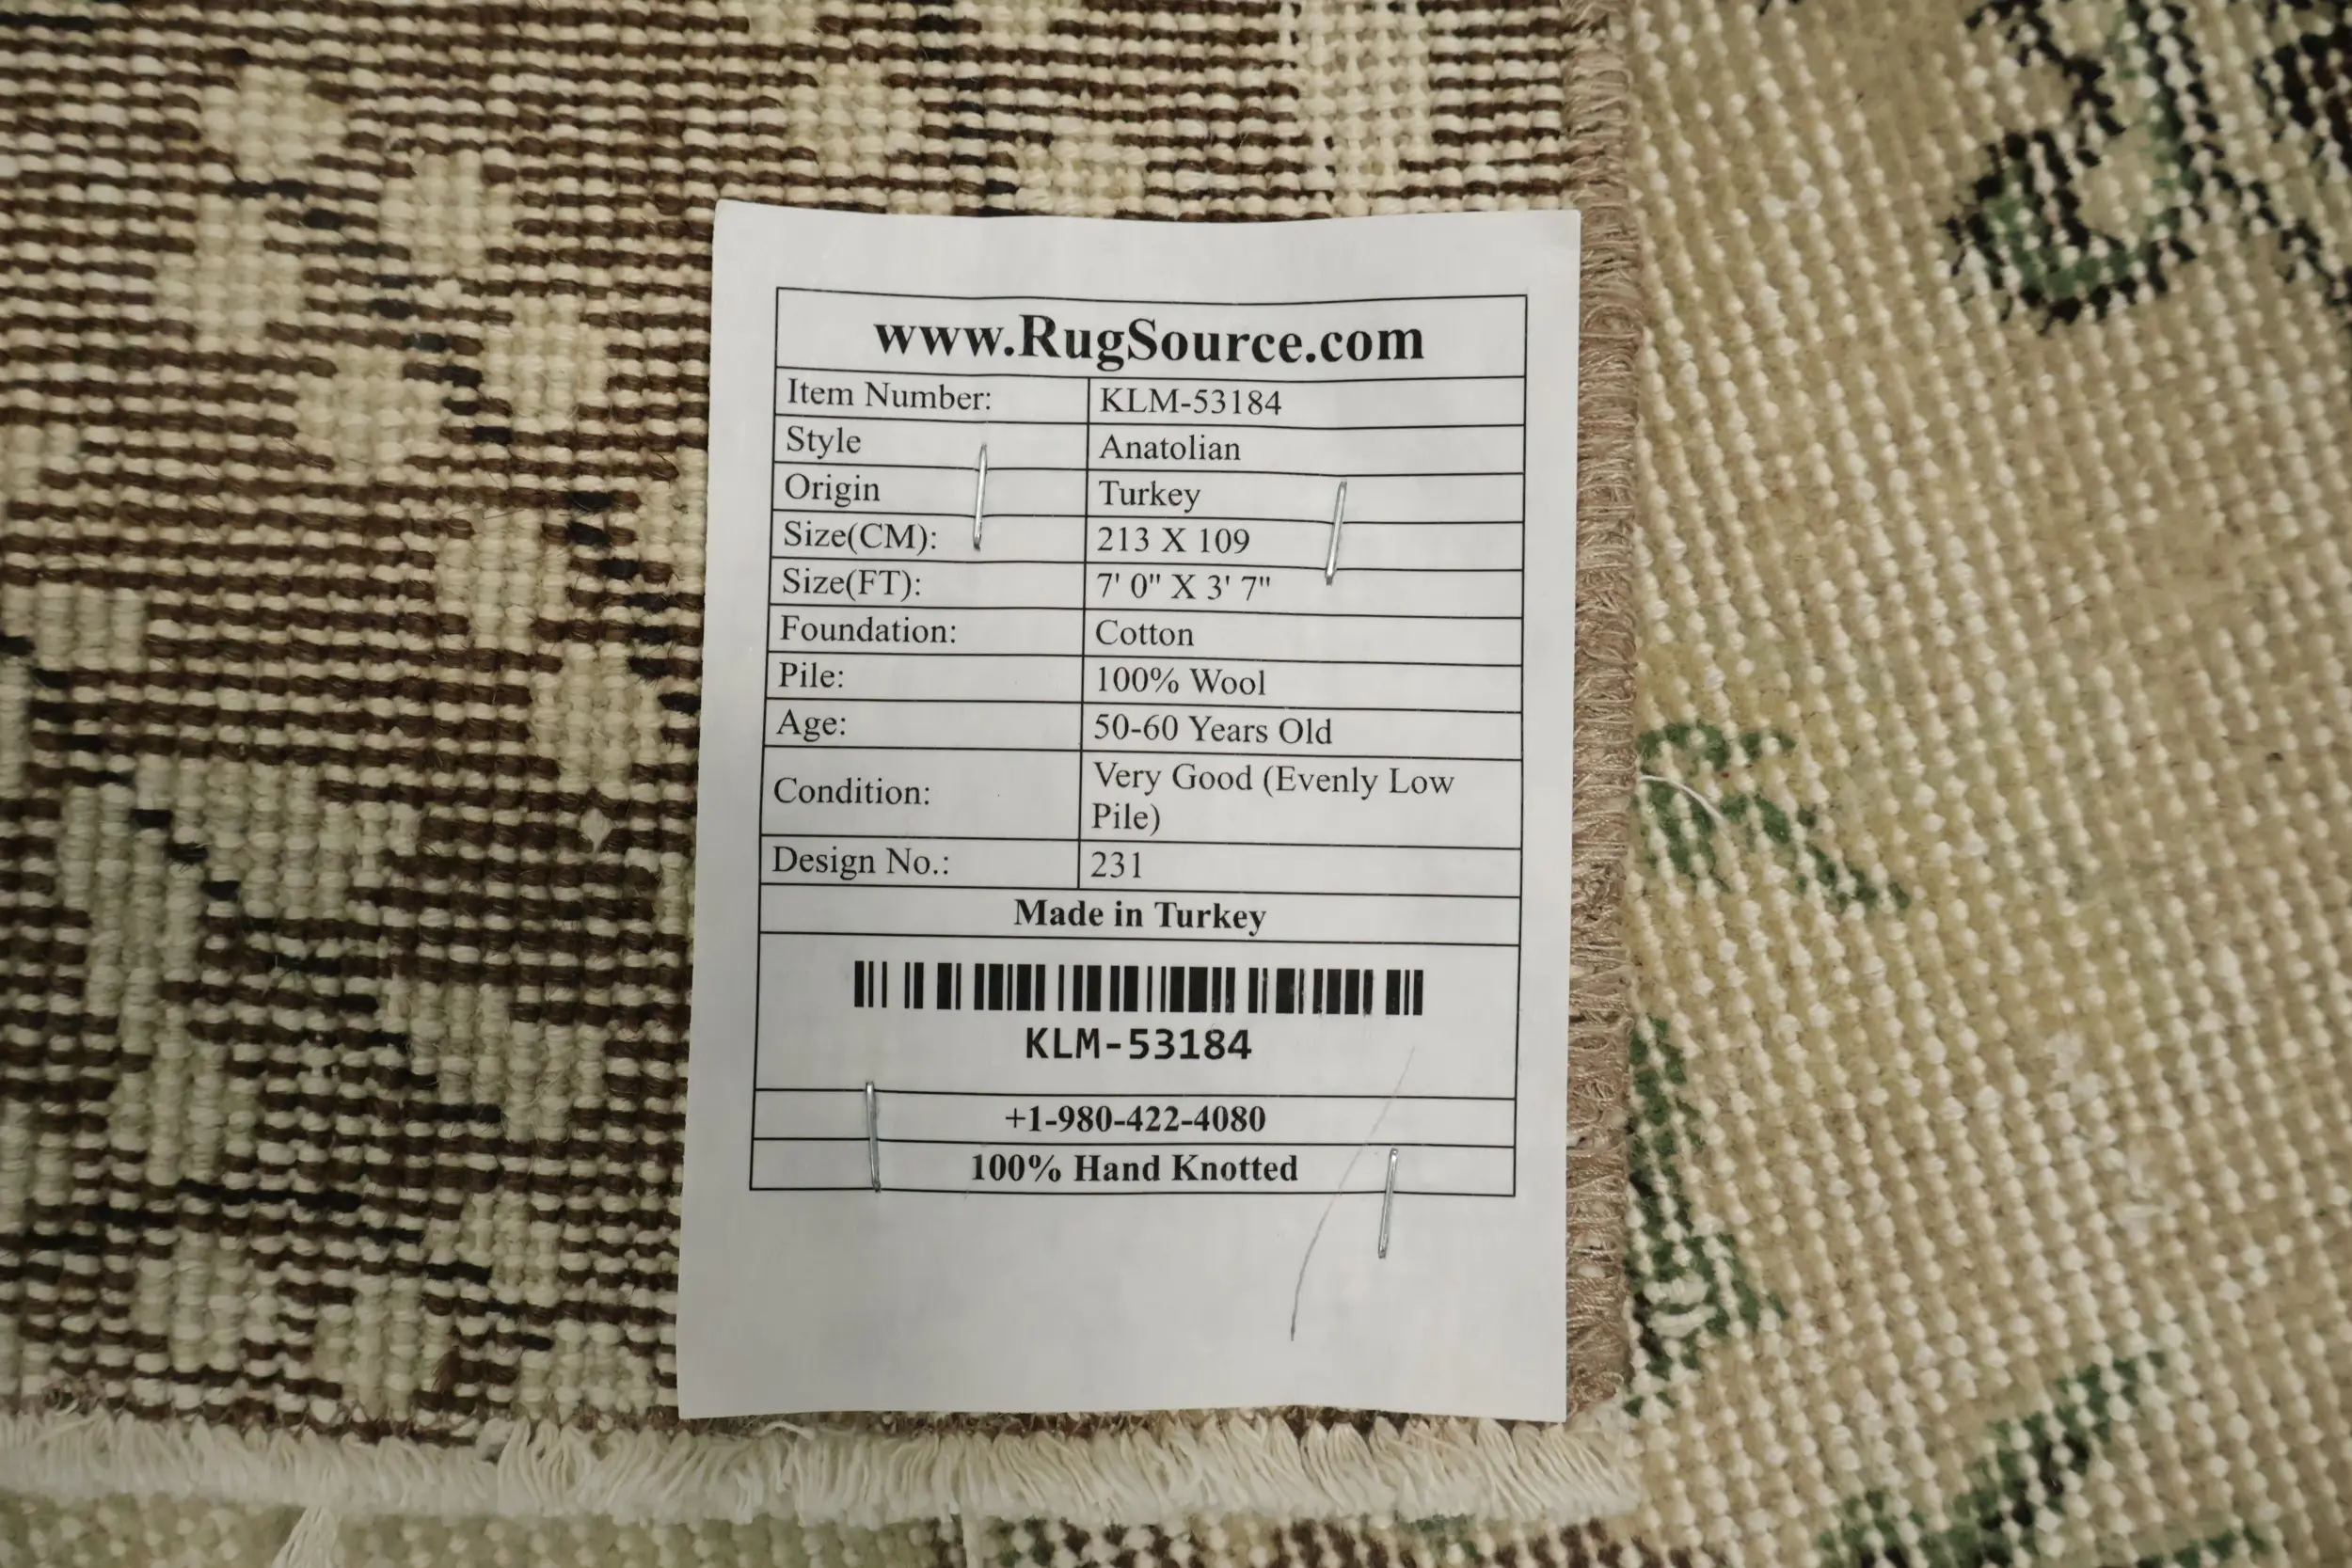 www.RugSource.com
Item Number: KLM-53184
Style Anatolian
Origin Turkey
Size(CM): 213 X 109
Size(FT): 7' 0" X 3' 7"
Foundation: Cotton
Pile: 100% Wool
Age: 50-60 Years Old
Condition: Very Good (Evenly Low
Pile)
Design No.: 231
Made in Turkey
KLM-53184
+1-980-422-4080
100% Hand Knotted